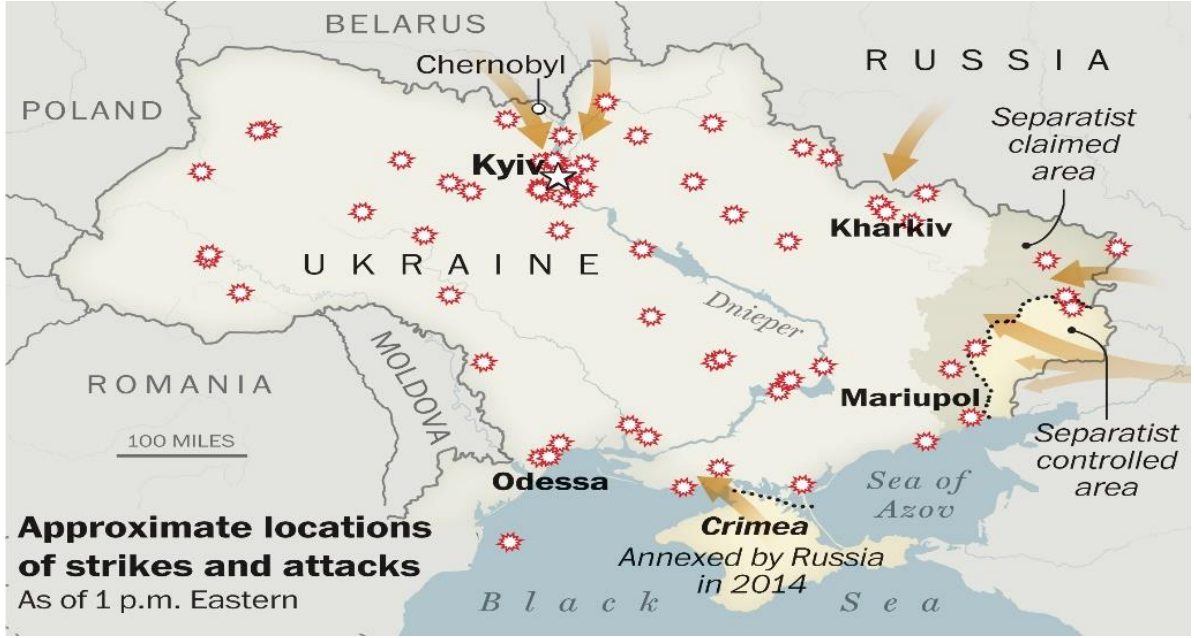 BELARUS
Chernobyl
RUSSIA
POLAND
Separatist
claimed
area
Kyiv
Kharkiv
UKRAINE
Dnieper
MOLDOVA
ROMANIA
Mariupol
100 MILES
Separatist
controlled
area
Odessa
Sea of
Azov
Approximate locations
of strikes and attacks
As of 1 p.m. Eastern
Crimea
Annexed by Russia
in 2014
Black Sea